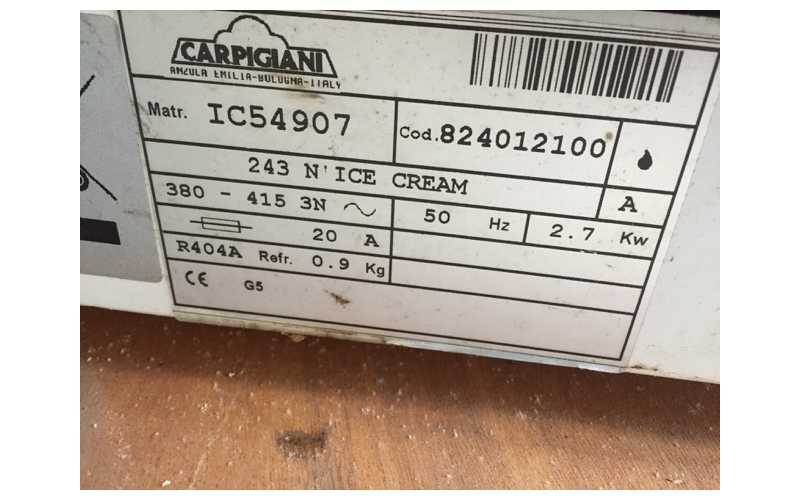 CARPIGIANI
ANZOLA EMILIA-BOLOGNA-ITALY
Matr. IC54907 Cod. 824012100
243 N'ICE CREAM A
380 - 415 3N 50 Hz 2.7 Kw
20 A
R404A Refr. 0.9 Kg
CE G5